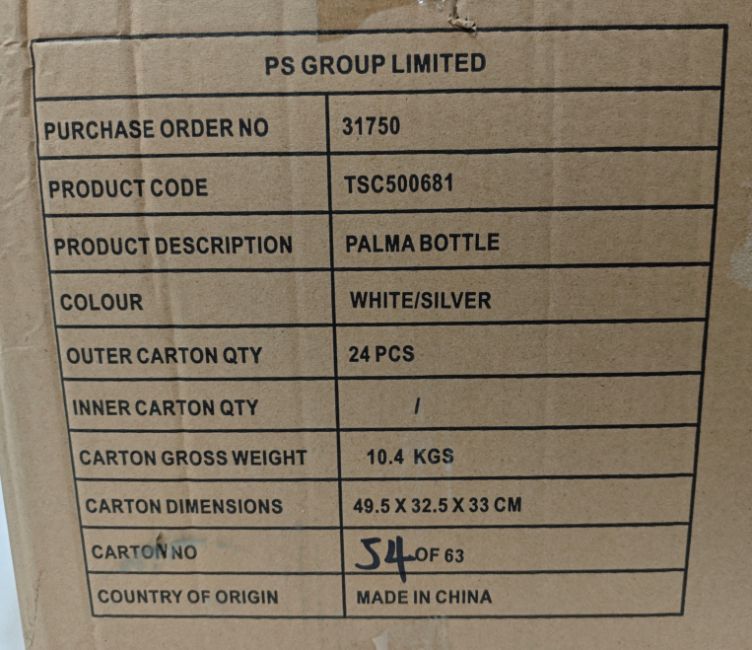 PS GROUP LIMITED
PURCHASE ORDER NO 31750
PRODUCT CODE TSC500681
PRODUCT DESCRIPTION PALMA BOTTLE
COLOUR WHITE/SILVER
OUTER CARTON QTY 24 PCS
INNER CARTON QTY /
CARTON GROSS WEIGHT 10.4 KGS
CARTON DIMENSIONS 49.5 X 32.5 X 33 CM
CARTON NO 54 OF 63
COUNTRY OF ORIGIN MADE IN CHINA